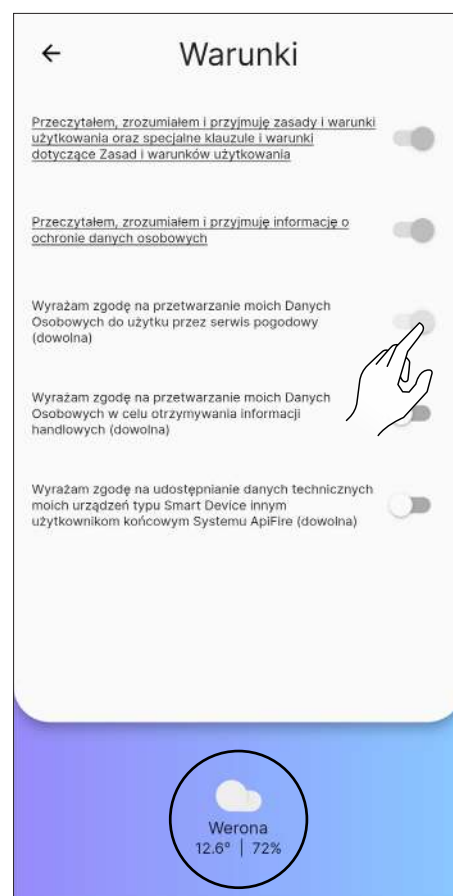 Warunki
Przeczytałem, zrozumiałem i przyjmuję zasady i warunki
użytkowania oraz specjalne klauzule i warunki
dotyczące Zasad i warunków użytkowania
Przeczytałem, zrozumiałem i przyjmuję informację o
ochronie danych osobowych
Wyrażam zgodę na przetwarzanie moich Danych
Osobowych do użytku przez serwis pogodowy
(dowolna)
Wyrażam zgodę na przetwarzanie moich Danych
Osobowych w celu otrzymywania informacji
handlowych (dowolna)
Wyrażam zgodę na udostępnianie danych technicznych
moich urządzeń typu Smart Device innym
użytkownikom końcowym Systemu ApiFire (dowolna)
Werona
12.6° | 72%